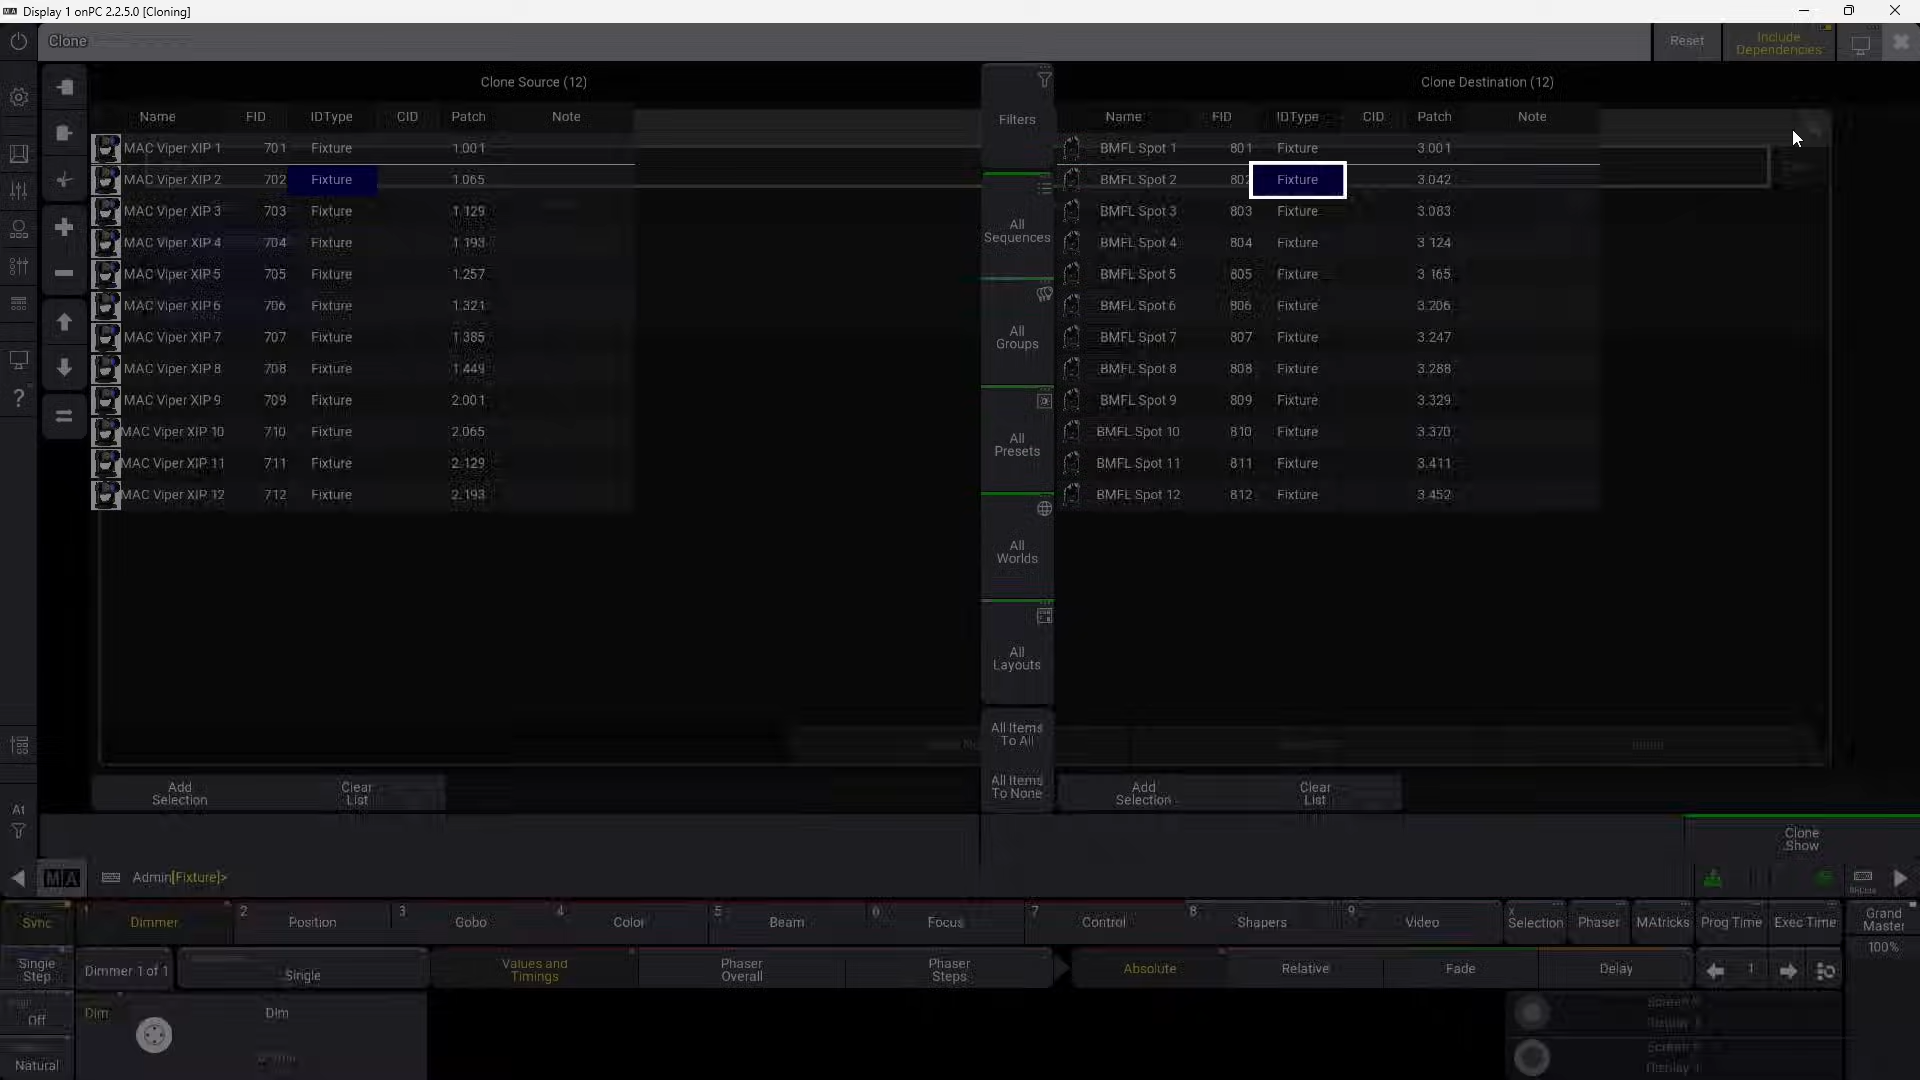 Display 1 onPC 2.2.5.0 [Cloning]
Clone
Reset
Include
Dependencies
Clone Source (12)
Name FID IDType CID Patch Note
MAC Viper XIP 1 701 Fixture 1.001
MAC Viper XIP 2 702 Fixture 1.065
MAC Viper XIP 3 703 Fixture 1.129
MAC Viper XIP 4 704 Fixture 1.193
MAC Viper XIP 5 705 Fixture 1.257
MAC Viper XIP 6 706 Fixture 1.321
MAC Viper XIP 7 707 Fixture 1.385
MAC Viper XIP 8 708 Fixture 1.449
MAC Viper XIP 9 709 Fixture 2.001
MAC Viper XIP 10 710 Fixture 2.065
MAC Viper XIP 11 711 Fixture 2.129
MAC Viper XIP 12 712 Fixture 2.193
Add
Selection
Clear
List
Filters
All
Sequences
All
Groups
All
Presets
All
Worlds
All
Layouts
All Items
To All
All Items
To None
Clone Destination (12)
Name FID IDType CID Patch Note
BMFL Spot 1 801 Fixture 3.001
BMFL Spot 2 802 Fixture 3.042
BMFL Spot 3 803 Fixture 3.083
BMFL Spot 4 804 Fixture 3.124
BMFL Spot 5 805 Fixture 3.165
BMFL Spot 6 806 Fixture 3.206
BMFL Spot 7 807 Fixture 3.247
BMFL Spot 8 808 Fixture 3.288
BMFL Spot 9 809 Fixture 3.329
BMFL Spot 10 810 Fixture 3.370
BMFL Spot 11 811 Fixture 3.411
BMFL Spot 12 812 Fixture 3.452
Add
Selection
Clear
List
Clone
Show
A1
MA
Admin[Fixture]>
Sync
1 Dimmer
2 Position
3 Gobo
4 Color
5 Beam
6 Focus
7 Control
8 Shapers
9 Video
X Selection
Phaser
MAtricks
Prog Time
Exec Time
Grand
Master
100%
Single
Step
Dimmer 1 of 1
Single
Values and
Timings
Phaser
Overall
Phaser
Steps
Absolute
Relative
Fade
Delay
1
Off
Natural
Dim
Dim